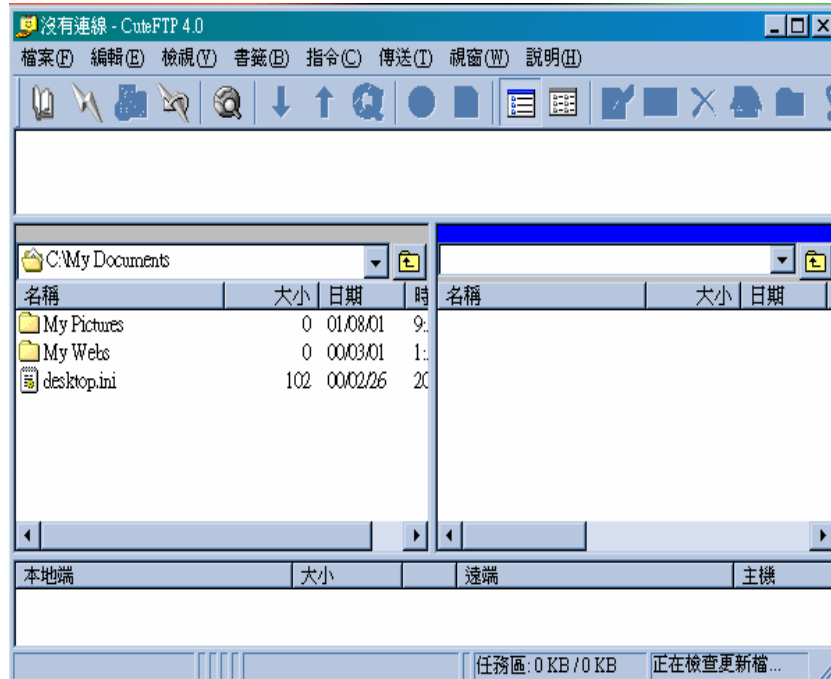 沒有連線 - CuteFTP 4.0
檔案(F) 編輯(E) 檢視(V) 書籤(B) 指令(C) 傳送(T) 視窗(W) 說明(H)
C:\My Documents
名稱 大小 日期 時 名稱 大小 日期
My Pictures 0 01/08/01 9:
My Webs 0 00/03/01 1:
desktop.ini 102 00/02/26 20
本地端 大小 遠端 主機
任務區: 0 KB / 0 KB 正在檢查更新檔...